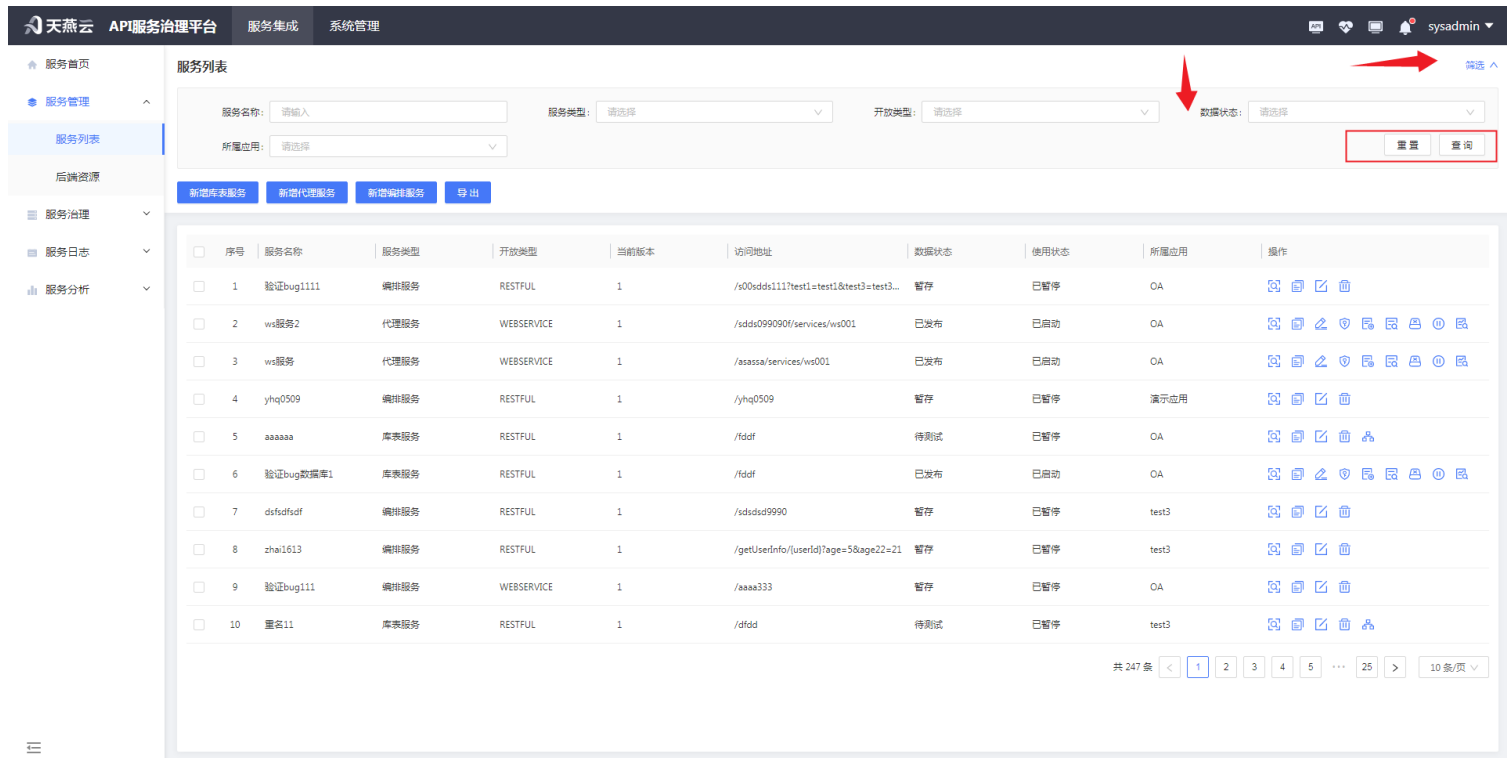 天燕云 API服务治理平台 服务集成 系统管理 API sysadmin
服务首页
服务管理
服务列表
后端资源
服务治理
服务日志
服务分析
服务列表 筛选
服务名称: 请输入 服务类型: 请选择 开放类型: 请选择 数据状态: 请选择
所属应用: 请选择 重置 查询
新增库表服务 新增代理服务 新增编排服务 导出
序号 服务名称 服务类型 开放类型 当前版本 访问地址 数据状态 使用状态 所属应用 操作
1 验证bug1111 编排服务 RESTFUL 1 /s00sdds111?test1=test1&test3=test3... 暂存 已暂停 OA
2 ws服务2 代理服务 WEBSERVICE 1 /sdds099090f/services/ws001 已发布 已启动 OA
3 ws服务 代理服务 WEBSERVICE 1 /asassa/services/ws001 已发布 已启动 OA
4 yhq0509 编排服务 RESTFUL 1 /yhq0509 暂存 已暂停 演示应用
5 aaaaaa 库表服务 RESTFUL 1 /fddf 待测试 已暂停 OA
6 验证bug数据库1 库表服务 RESTFUL 1 /fddf 已发布 已启动 OA
7 dsfsdfsdf 编排服务 RESTFUL 1 /sdsdsd9990 暂存 已暂停 test3
8 zhai1613 编排服务 RESTFUL 1 /getUserInfo/{userId}?age=5&age22=21 暂存 已暂停 test3
9 验证bug111 编排服务 WEBSERVICE 1 /aaaa333 暂存 已暂停 OA
10 重名11 库表服务 RESTFUL 1 /dfdd 待测试 已暂停 test3
共 247 条 < 1 2 3 4 5 ••• 25 > 10 条/页